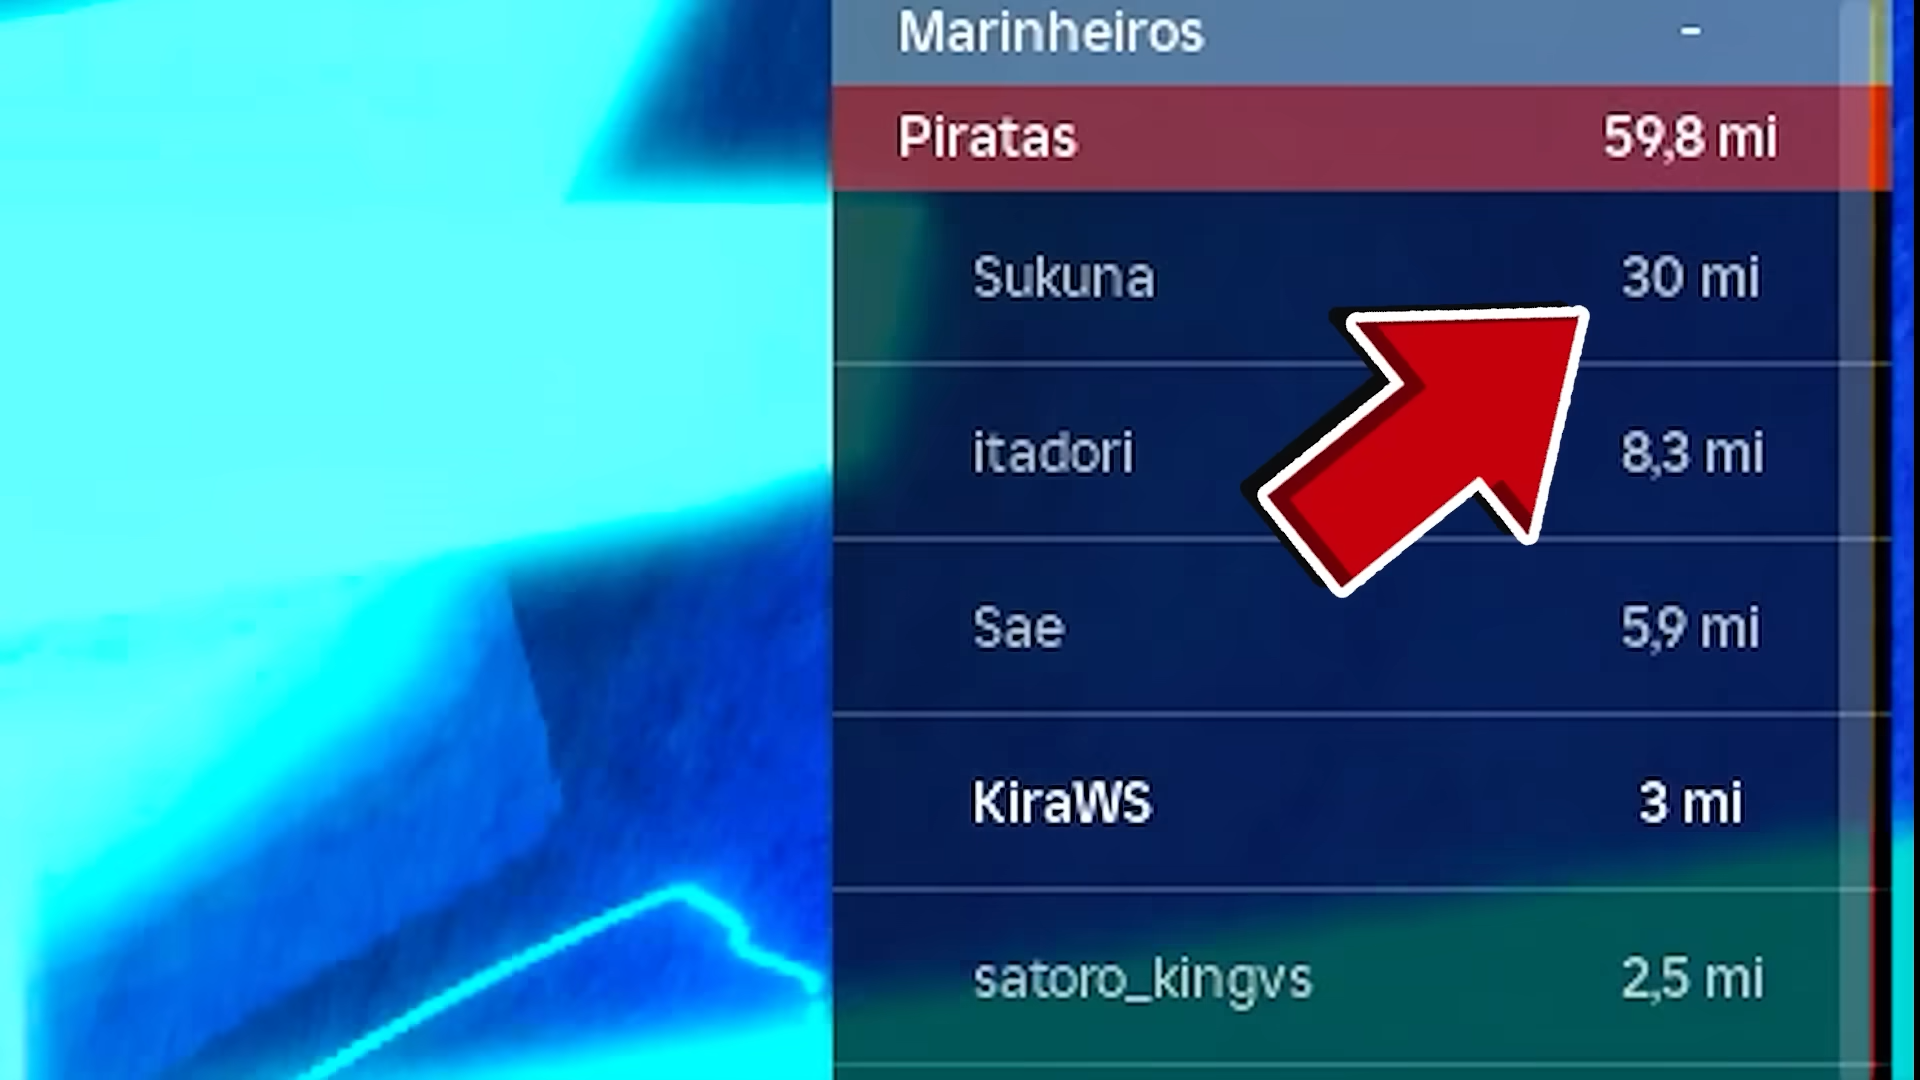 Marinheiros -
Piratas 59,8 mi
Sukuna 30 mi
itadori 8,3 mi
Sae 5,9 mi
KiraWS 3 mi
satoro_kingvs 2,5 mi